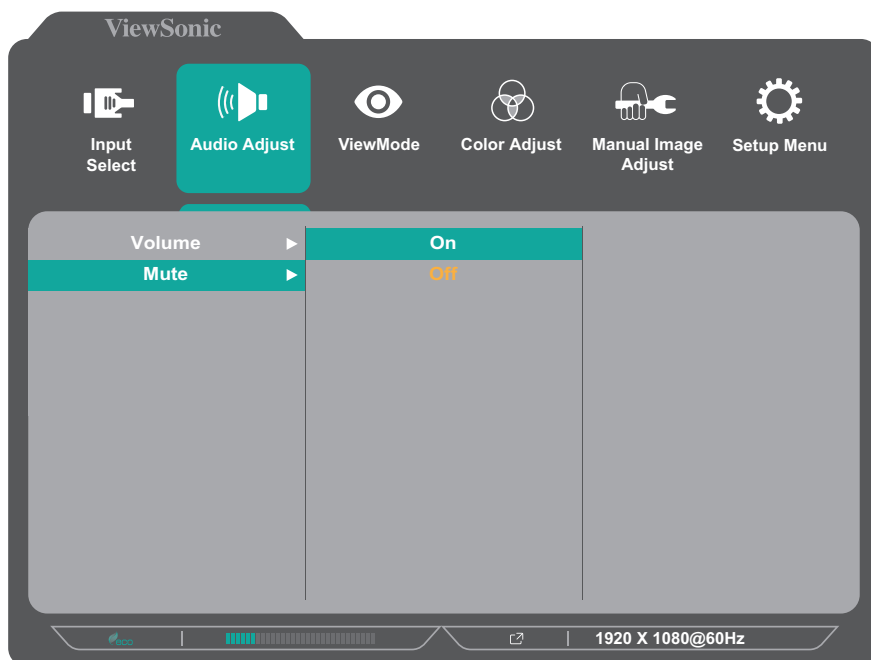 ViewSonic
Input
Select
Audio Adjust
ViewMode
Color Adjust
Manual Image
Adjust
Setup Menu
Volume
On
Mute
Off
eco
1920 X 1080@60Hz